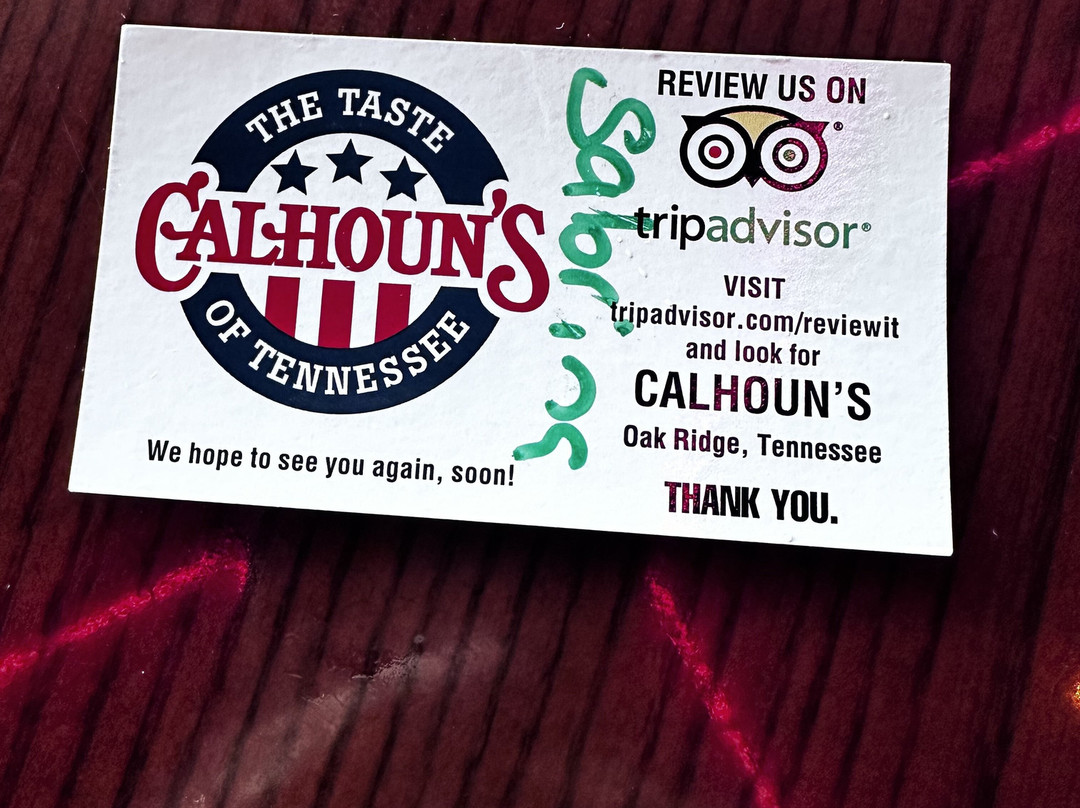 THE TASTE
CALHOUN'S
OF TENNESSEE
We hope to see you again, soon!
Sabrina
REVIEW US ON
tripadvisor®
VISIT
tripadvisor.com/reviewit
and look for
CALHOUN'S
Oak Ridge, Tennessee
THANK YOU.